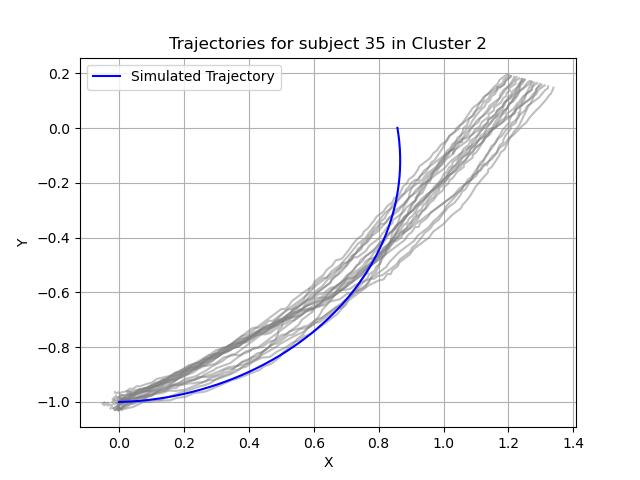 Trajectories for subject 35 in Cluster 2
Simulated Trajectory
Y
0.2
0.0
−0.2
−0.4
−0.6
−0.8
−1.0
0.0 0.2 0.4 0.6 0.8 1.0 1.2 1.4
X